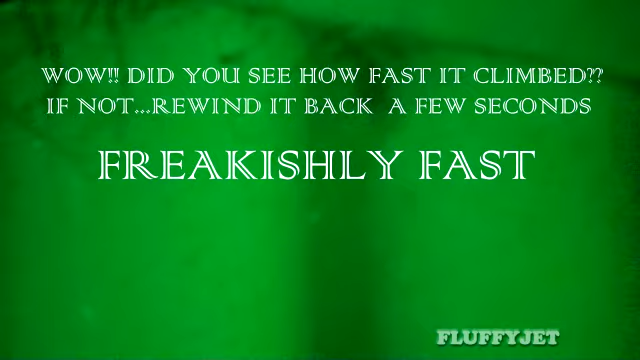 WOW!! DID YOU SEE HOW FAST IT CLIMBED??
IF NOT...REWIND IT BACK A FEW SECONDS
FREAKISHLY FAST
FLUFFYJET